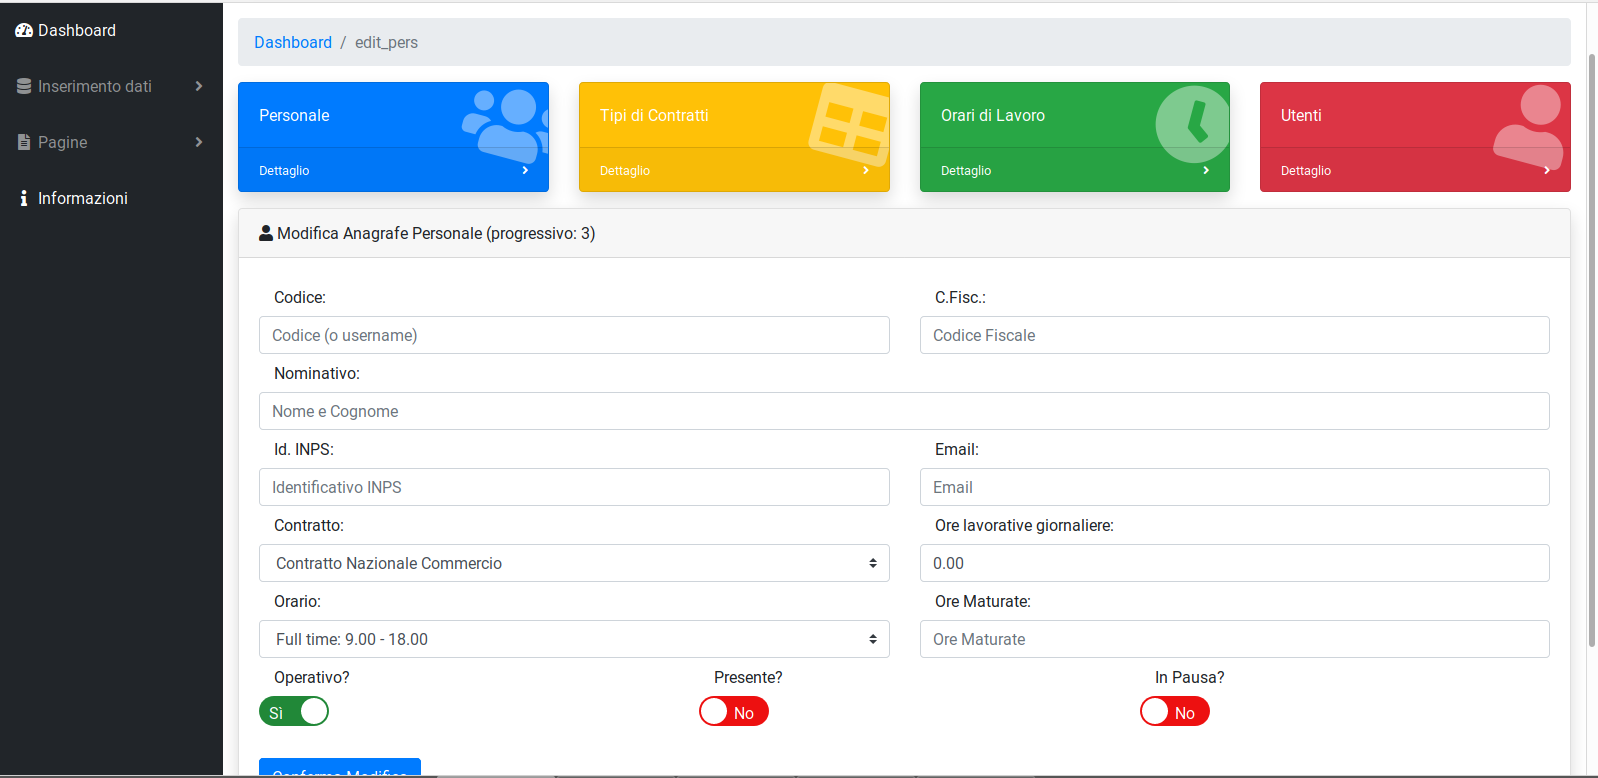 Dashboard
Inserimento dati
Pagine
Informazioni
Dashboard / edit_pers
Personale
Dettaglio
Tipi di Contratti
Dettaglio
Orari di Lavoro
Dettaglio
Utenti
Dettaglio
Modifica Anagrafe Personale (progressivo: 3)
Codice:
Codice (o username)
C.Fisc.:
Codice Fiscale
Nominativo:
Nome e Cognome
Id. INPS:
Identificativo INPS
Email:
Email
Contratto:
Contratto Nazionale Commercio
Ore lavorative giornaliere:
0.00
Orario:
Full time: 9.00 - 18.00
Ore Maturate:
Ore Maturate
Operativo?
Sì
Presente?
No
In Pausa?
No
Conferma Modifica